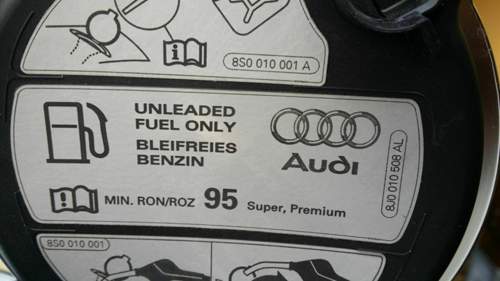 8S0 010 001 A
UNLEADED
FUEL ONLY
BLEIFREIES
BENZIN
Audi
8J0 010 508 AL
MIN. RON/ROZ 95 Super, Premium
8S0 010 001